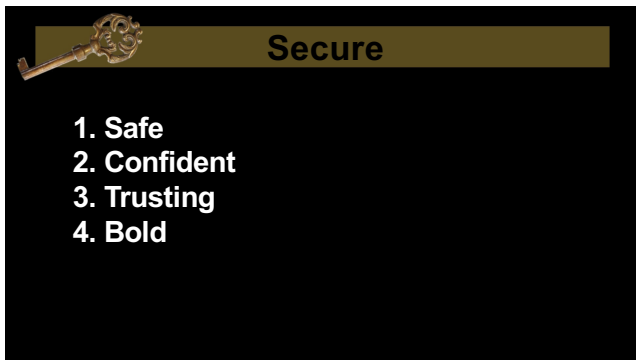 Secure
1. Safe
2. Confident
3. Trusting
4. Bold